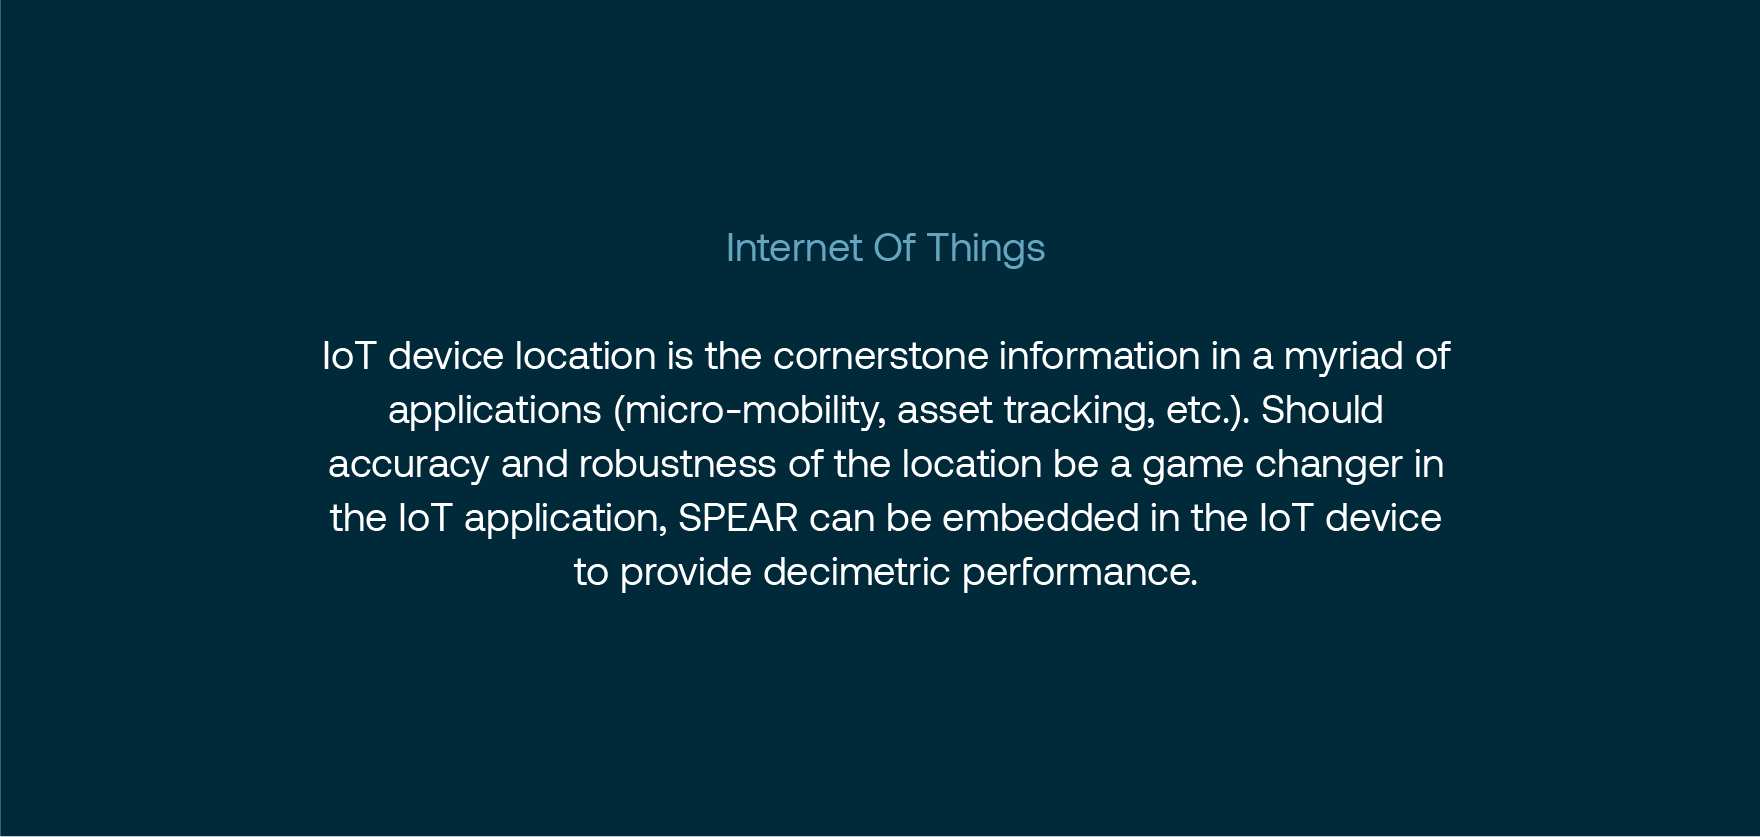 Internet Of Things
IoT device location is the cornerstone information in a myriad of
applications (micro-mobility, asset tracking, etc.). Should
accuracy and robustness of the location be a game changer in
the IoT application, SPEAR can be embedded in the IoT device
to provide decimetric performance.